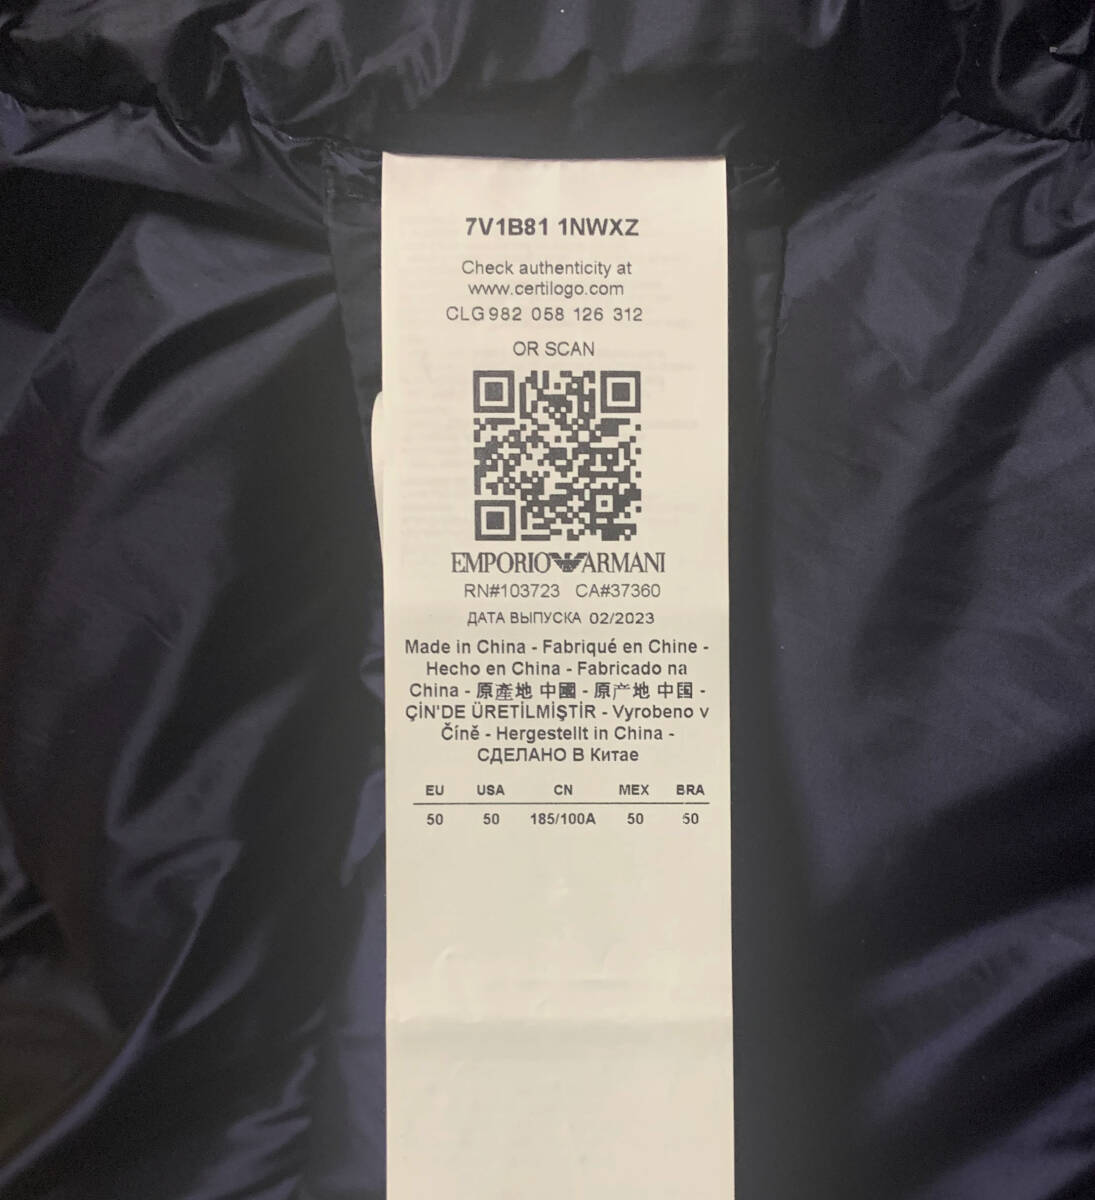 7V1B81 1NWXZ
Check authenticity at
www.certilogo.com
CLG 982 058 126 312
OR SCAN
EMPORIO ARMANI
RN#103723 CA#37360
ДАТА ВЫПУСКА 02/2023
Made in China - Fabriqué en Chine -
Hecho en China - Fabricado na
China - 原產地 中國 - 原产地 中国 -
ÇİN'DE ÜRETİLMİŞTİR - Vyrobeno v
Číně - Hergestellt in China -
СДЕЛАНО В Китае
EU USA CN MEX BRA
50 50 185/100A 50 50